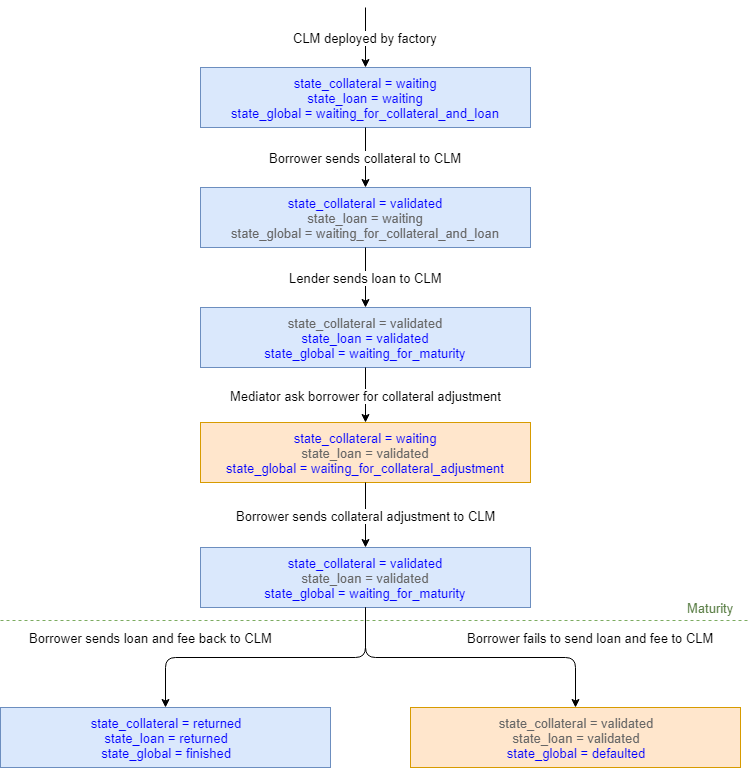 CLM deployed by factory
state_collateral = waiting
state_loan = waiting
state_global = waiting_for_collateral_and_loan
Borrower sends collateral to CLM
state_collateral = validated
state_loan = waiting
state_global = waiting_for_collateral_and_loan
Lender sends loan to CLM
state_collateral = validated
state_loan = validated
state_global = waiting_for_maturity
Mediator ask borrower for collateral adjustment
state_collateral = waiting
state_loan = validated
state_global = waiting_for_collateral_adjustment
Borrower sends collateral adjustment to CLM
state_collateral = validated
state_loan = validated
state_global = waiting_for_maturity
Maturity
Borrower sends loan and fee back to CLM
Borrower fails to send loan and fee to CLM
state_collateral = returned
state_loan = returned
state_global = finished
state_collateral = validated
state_loan = validated
state_global = defaulted